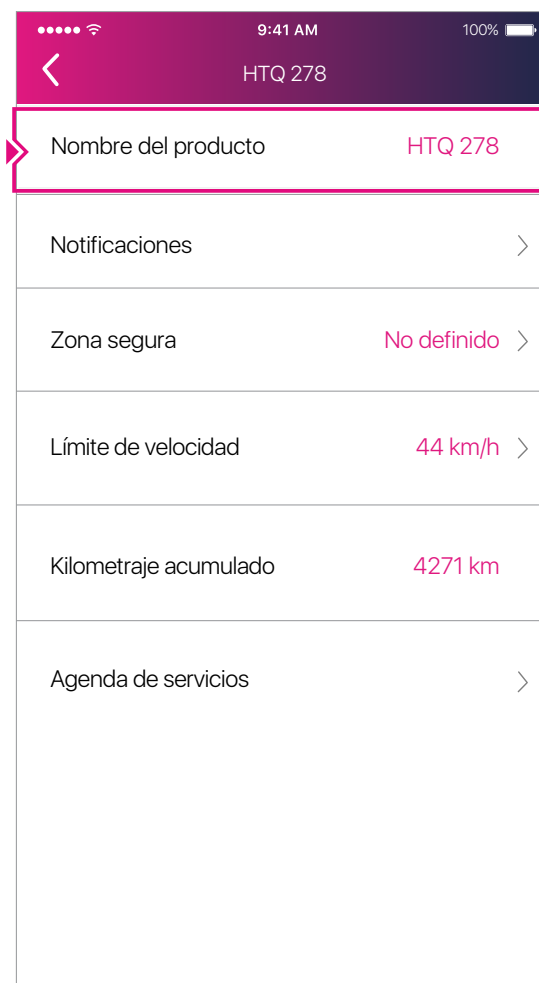 9:41 AM 100%
HTQ 278
Nombre del producto HTQ 278
Notificaciones
Zona segura No definido
Límite de velocidad 44 km/h
Kilometraje acumulado 4271 km
Agenda de servicios